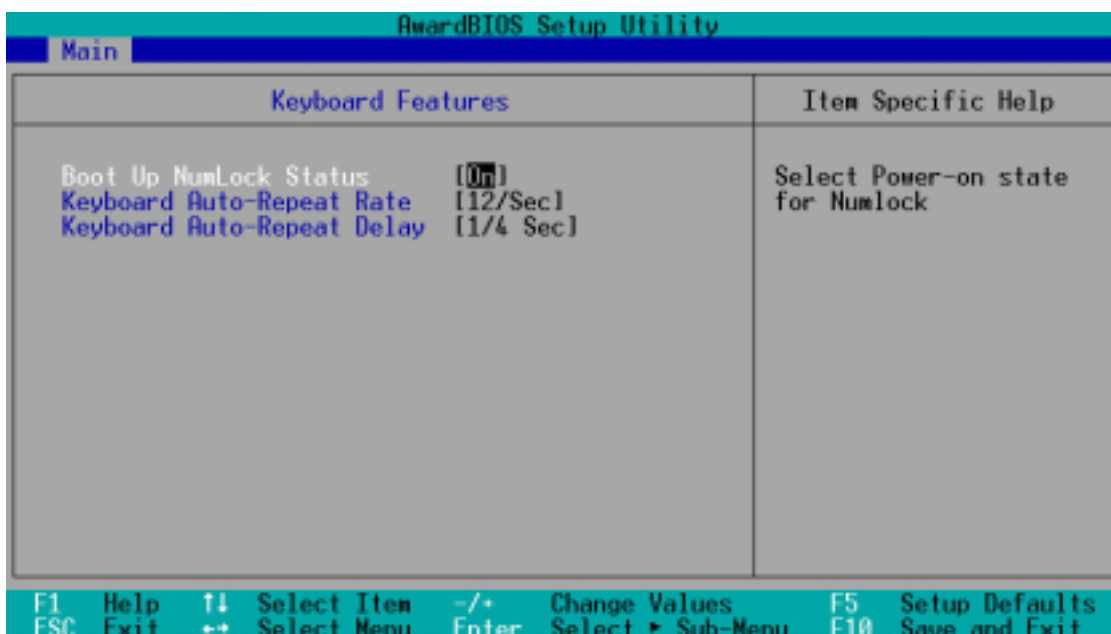 AwardBIOS Setup Utility
Main
Keyboard Features
Item Specific Help
Boot Up NumLock Status [On]
Keyboard Auto-Repeat Rate [12/Sec]
Keyboard Auto-Repeat Delay [1/4 Sec]
Select Power-on state
for Numlock
F1 Help ↑↓ Select Item -/+ Change Values F5 Setup Defaults
ESC Exit ←→ Select Menu Enter Select ► Sub-Menu F10 Save and Exit